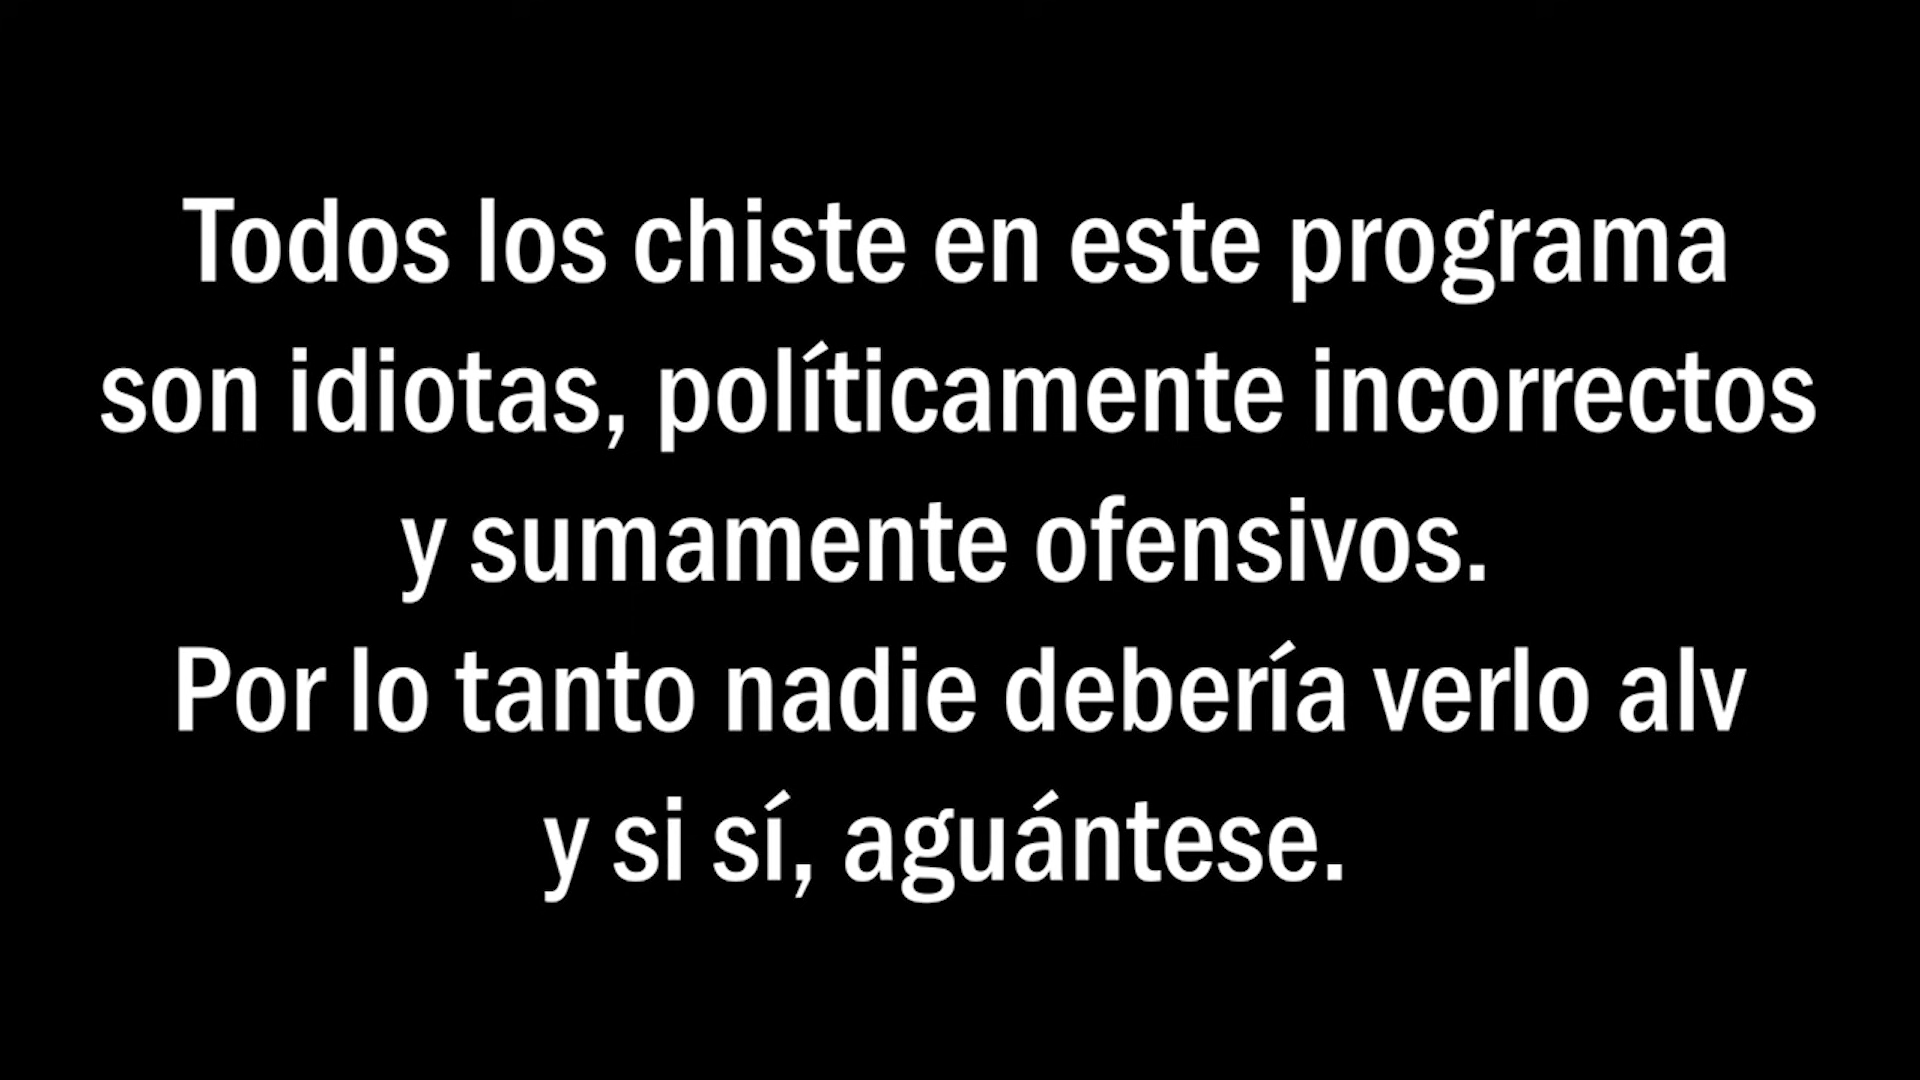 Todos los chiste en este programa
son idiotas, políticamente incorrectos
y sumamente ofensivos.
Por lo tanto nadie debería verlo alv
y si sí, aguántese.